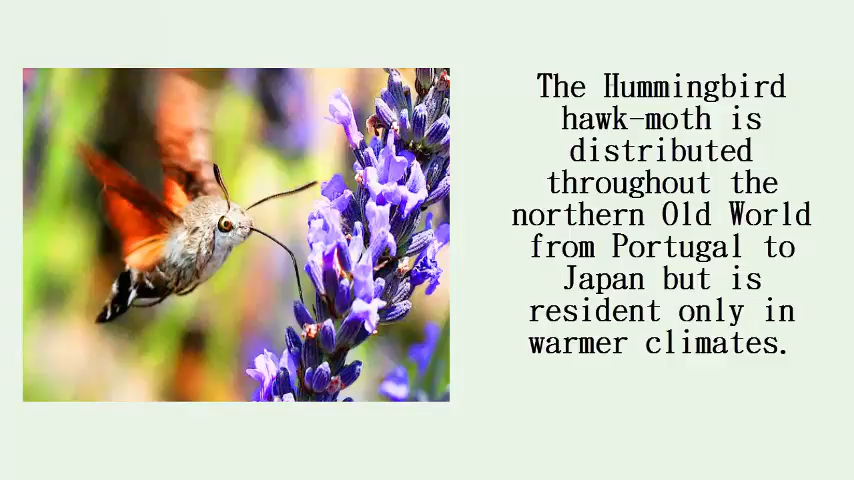 The Hummingbird
hawk-moth is
distributed
throughout the
northern Old World
from Portugal to
Japan but is
resident only in
warmer climates.